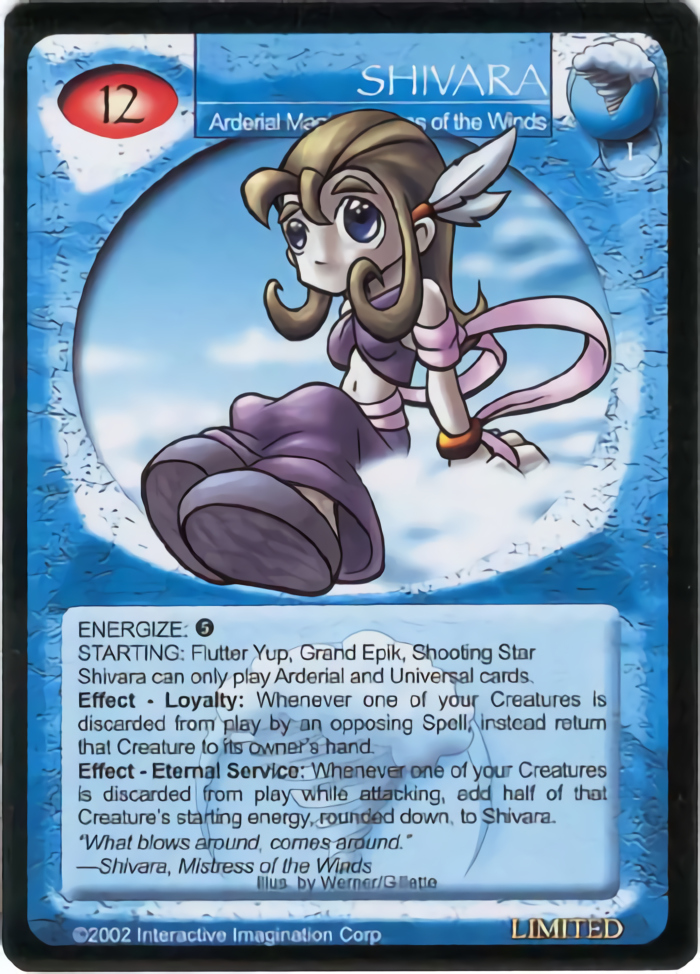 12
SHIVARA
Arderial of the Winds
1
ENERGIZE: 5
STARTING: Flutter Yup, Grand Epik, Shooting Star
Shivara can only play Arderial and Universal cards.
Effect - Loyalty: Whenever one of your Creatures is
discarded from play by an opposing Spell, instead return
that Creature to its owner's hand.
Effect - Eternal Service: Whenever one of your Creatures
is discarded from play while attacking, add half of that
Creature's starting energy, rounded down, to Shivara.
"What blows around, comes around."
—Shivara, Mistress of the Winds
Illus. by Werner/Gillette
©2002 Interactive Imagination Corp
LIMITED